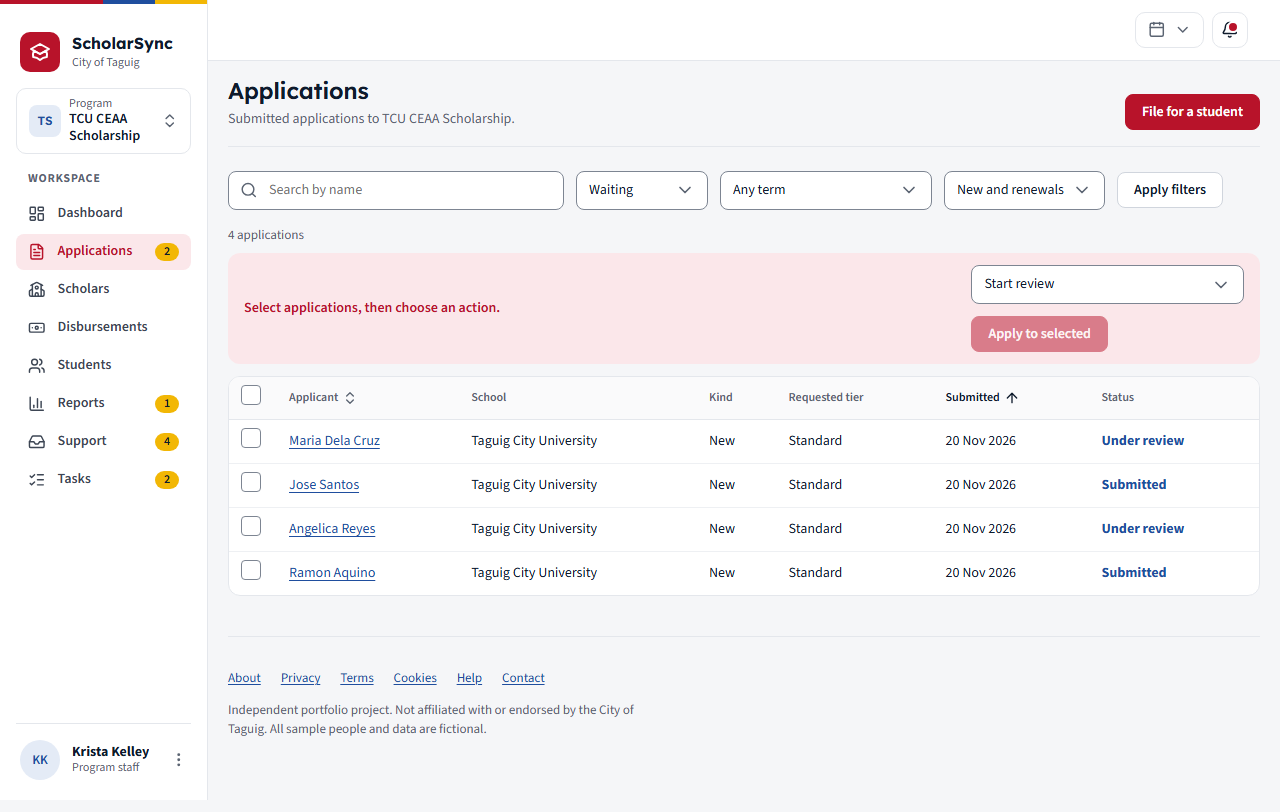 ScholarSync
City of Taguig
TS
Program
TCU CEAA
Scholarship
WORKSPACE
Dashboard
Applications 2
Scholars
Disbursements
Students
Reports 1
Support 4
Tasks 2
KK
Krista Kelley
Program staff
Applications
Submitted applications to TCU CEAA Scholarship.
File for a student
Search by name
Waiting
Any term
New and renewals
Apply filters
4 applications
Select applications, then choose an action.
Start review
Apply to selected
Applicant School Kind Requested tier Submitted Status
Maria Dela Cruz Taguig City University New Standard 20 Nov 2026 Under review
Jose Santos Taguig City University New Standard 20 Nov 2026 Submitted
Angelica Reyes Taguig City University New Standard 20 Nov 2026 Under review
Ramon Aquino Taguig City University New Standard 20 Nov 2026 Submitted
About Privacy Terms Cookies Help Contact
Independent portfolio project. Not affiliated with or endorsed by the City of
Taguig. All sample people and data are fictional.